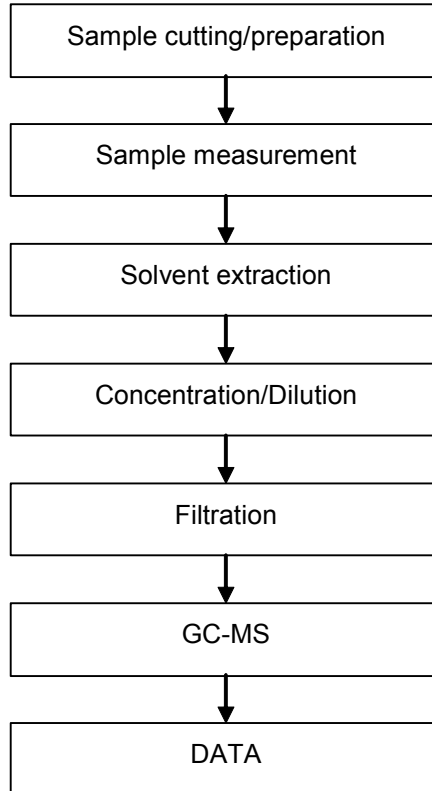 Sample cutting/preparation
Sample measurement
Solvent extraction
Concentration/Dilution
Filtration
GC-MS
DATA